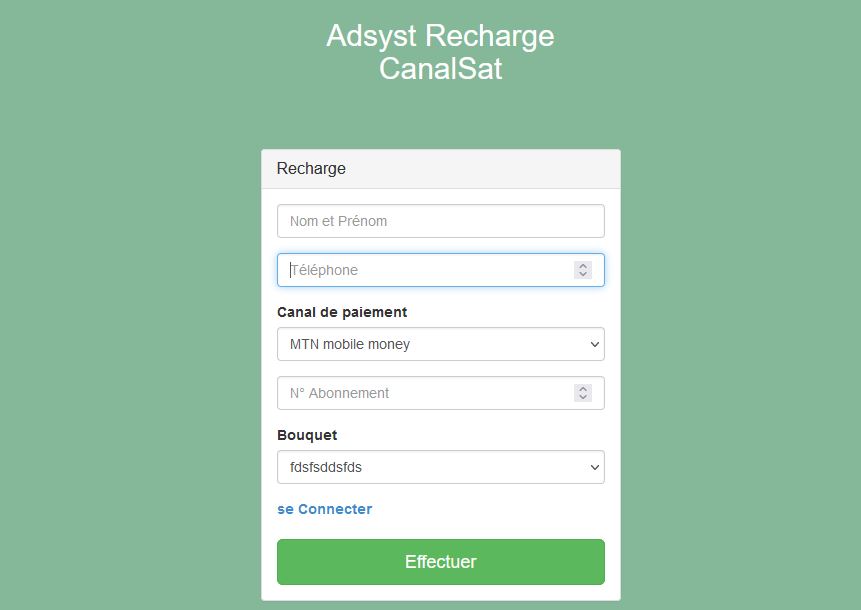 Adsyst Recharge
CanalSat
Recharge
Nom et Prénom
Téléphone
Canal de paiement
MTN mobile money
N° Abonnement
Bouquet
fdsfsddsfds
se Connecter
Effectuer